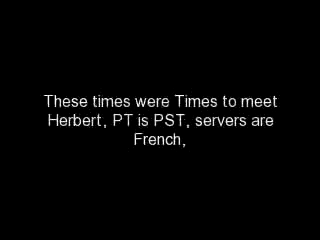 These times were Times to meet
Herbert, PT is PST, servers are
French,